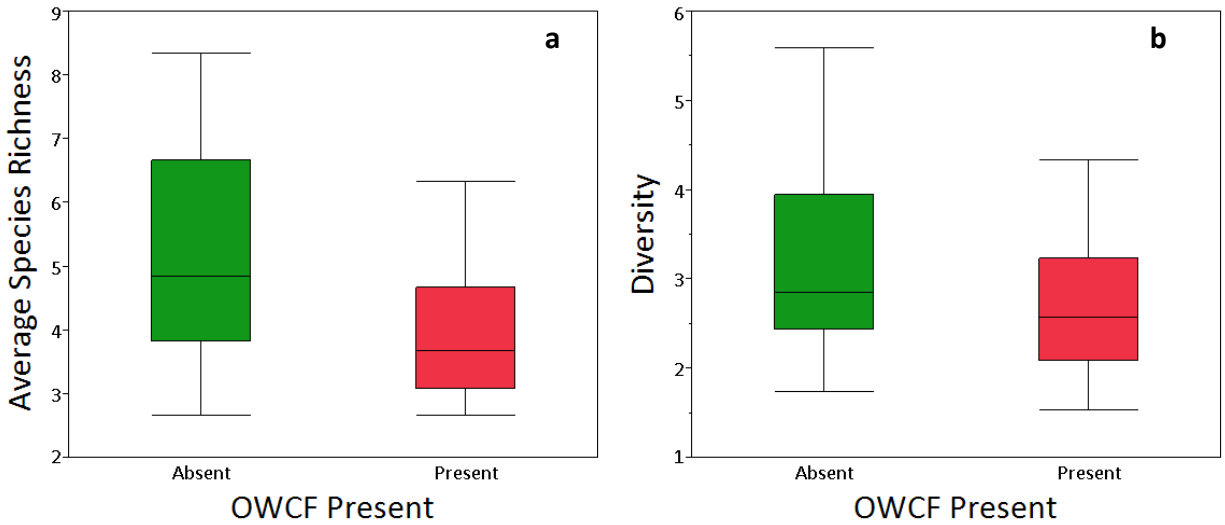 a
Average Species Richness
9
8
7
6
5
4
3
2
Absent
Present
OWCF Present
b
Diversity
6
5
4
3
2
1
Absent
Present
OWCF Present